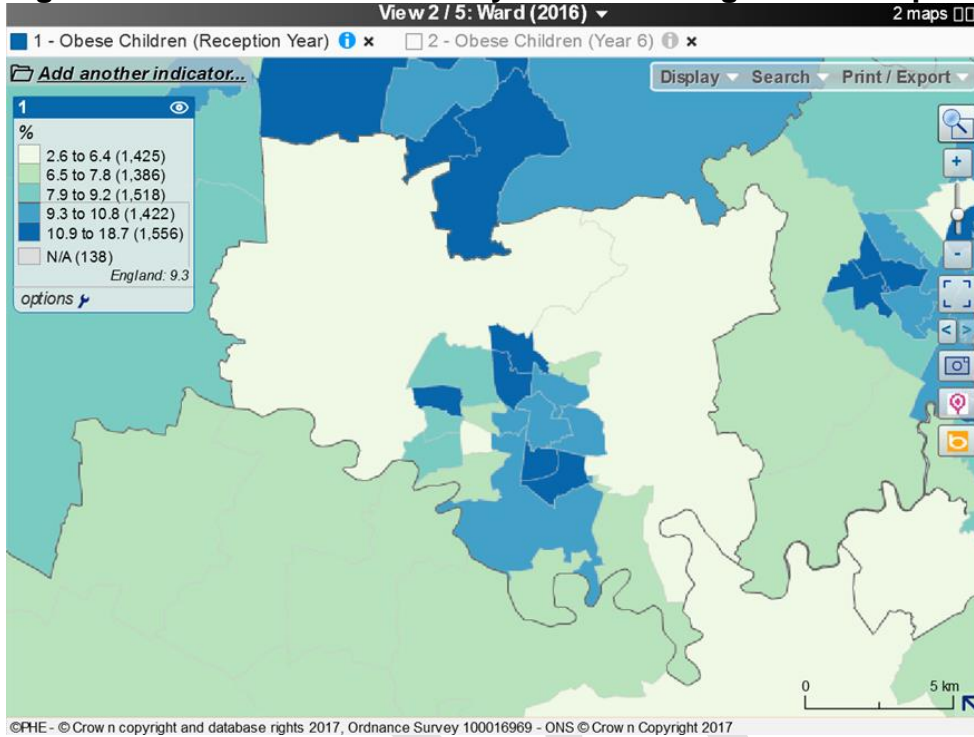 View 2 / 5: Ward (2016)
2 maps
1 - Obese Children (Reception Year) i x
2 - Obese Children (Year 6) i x
Add another indicator...
Display Search Print / Export
1
%
2.6 to 6.4 (1,425)
6.5 to 7.8 (1,386)
7.9 to 9.2 (1,518)
9.3 to 10.8 (1,422)
10.9 to 18.7 (1,556)
N/A (138)
England: 9.3
options
+
-
< >
b
0 5 km
©PHE - © Crown copyright and database rights 2017, Ordnance Survey 100016969 - ONS © Crown Copyright 2017